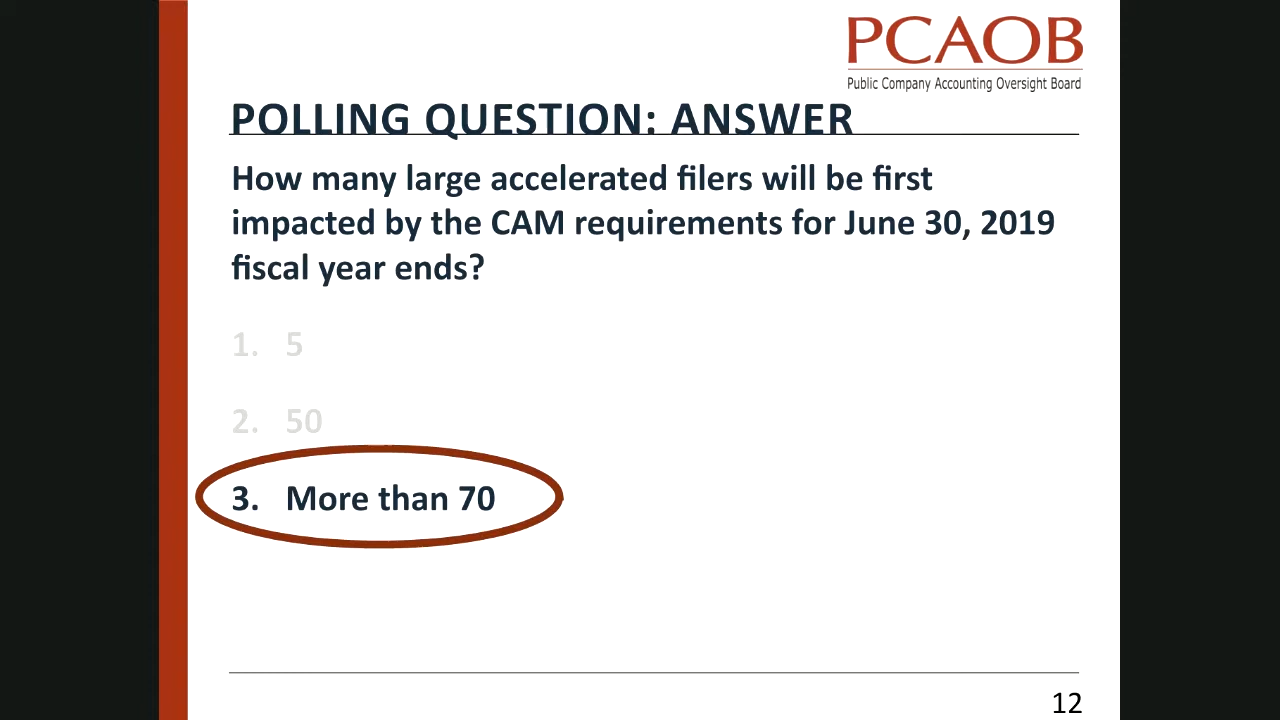 PCAOB
Public Company Accounting Oversight Board
POLLING QUESTION: ANSWER
How many large accelerated filers will be first
impacted by the CAM requirements for June 30, 2019
fiscal year ends?
1. 5
2. 50
3. More than 70
12